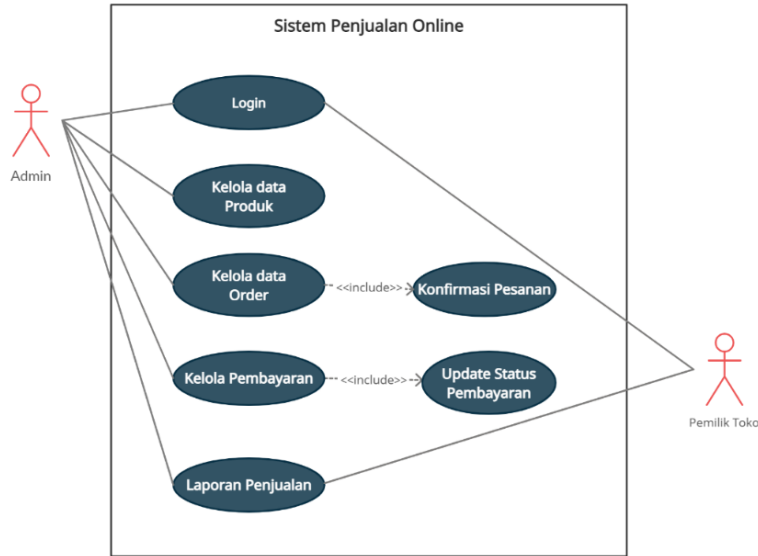 Sistem Penjualan Online
Login
Admin
Kelola data
Produk
Kelola data
Order
<<include>>
Konfirmasi Pesanan
Kelola Pembayaran
<<include>>
Update Status
Pembayaran
Pemilik Toko
Laporan Penjualan